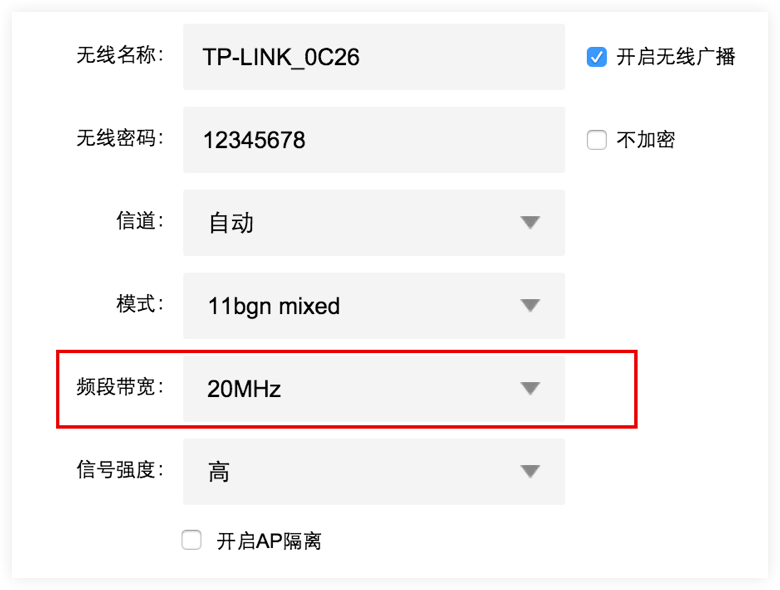 无线名称： TP-LINK_0C26 开启无线广播
无线密码： 12345678 不加密
信道： 自动
模式： 11bgn mixed
频段带宽： 20MHz
信号强度： 高
开启AP隔离